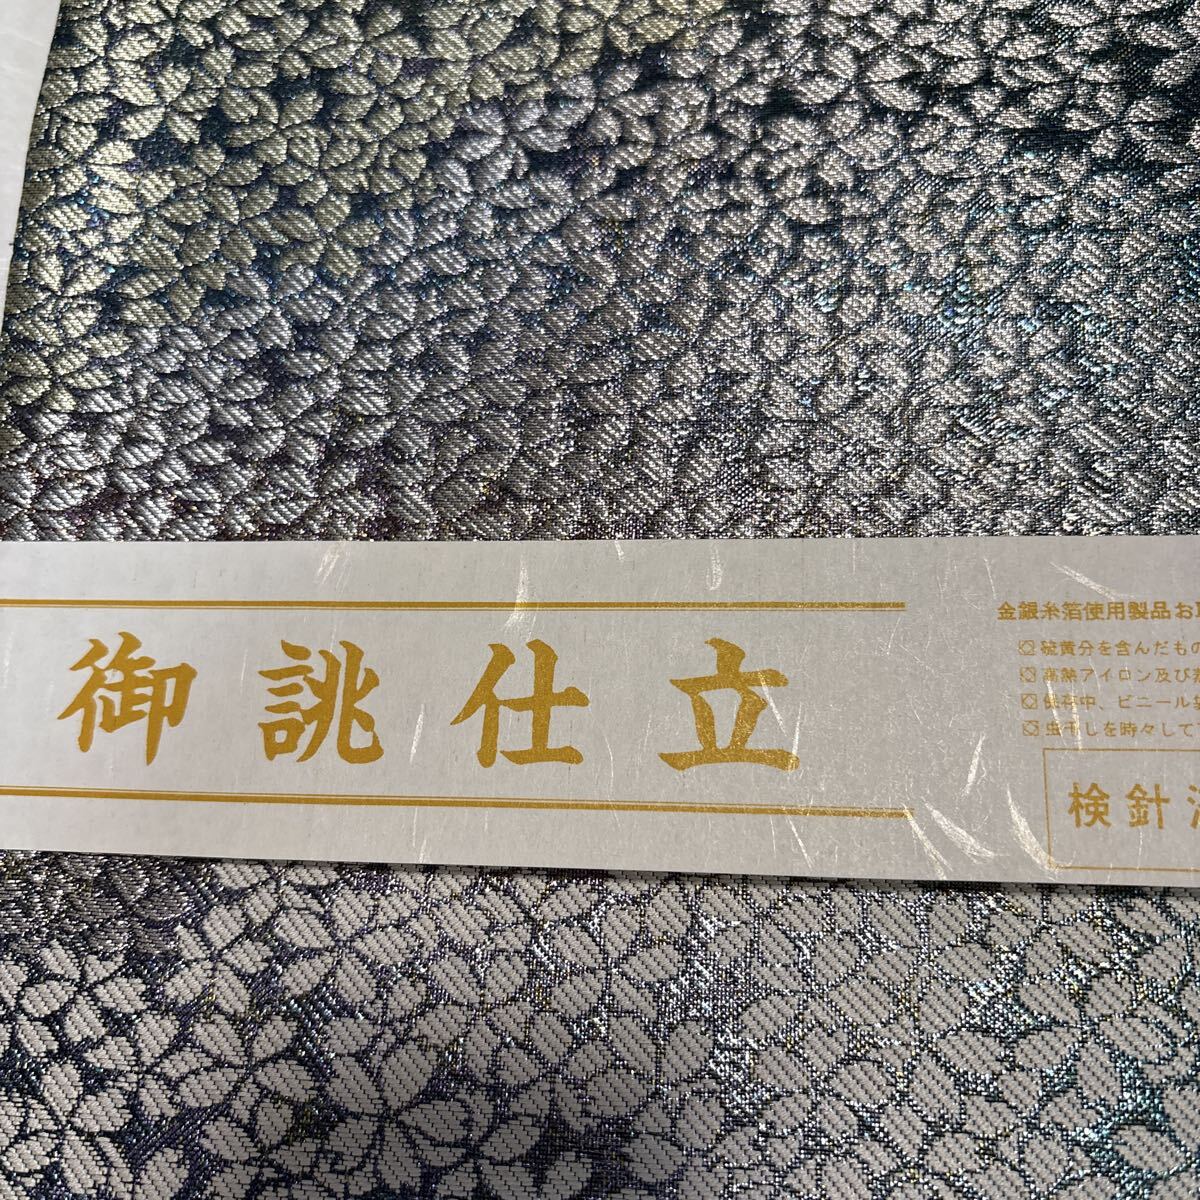 御誂仕立
金銀糸箔使用製品お
硫黄分を含んだもの
高熱アイロン及び
保存中、ビニール
虫干しを時々して
検針